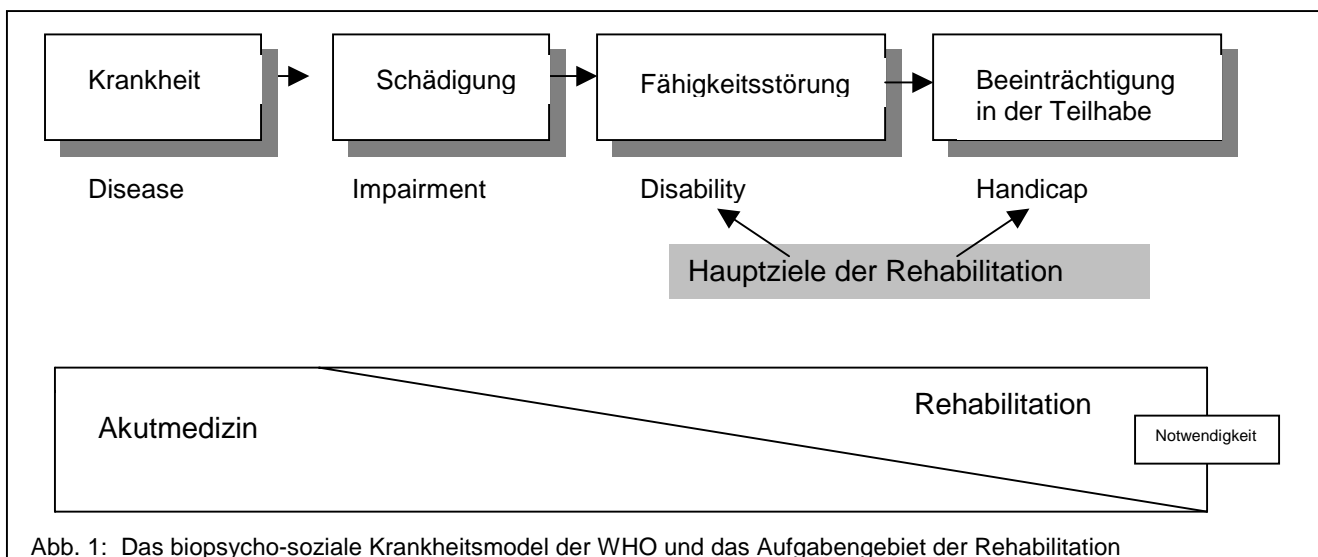 Krankheit
Schädigung
Fähigkeitsstörung
Beeinträchtigung
in der Teilhabe
Disease
Impairment
Disability
Handicap
Hauptziele der Rehabilitation
Akutmedizin
Rehabilitation
Notwendigkeit
Abb. 1: Das biopsycho-soziale Krankheitsmodel der WHO und das Aufgabengebiet der Rehabilitation